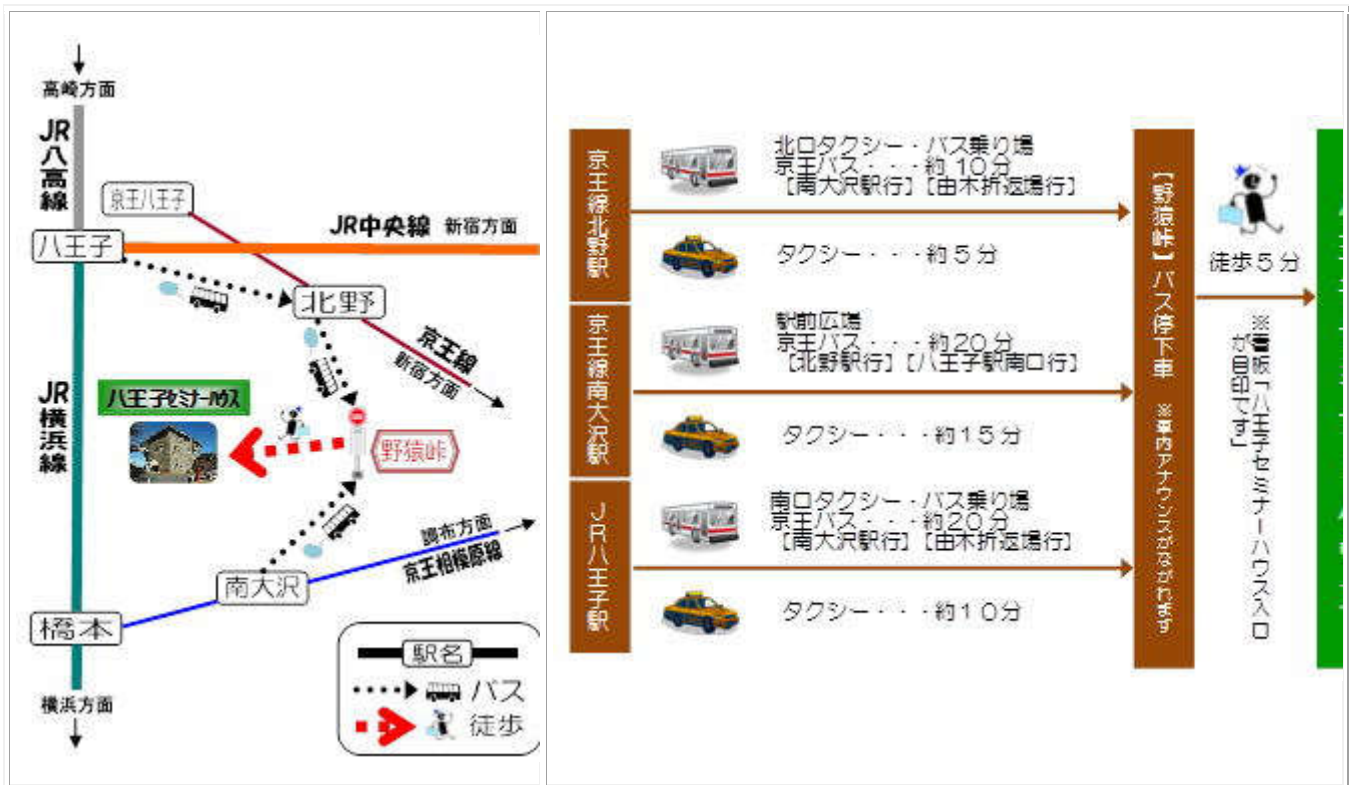 高崎方面
JR八高線
京王八王子
JR中央線 新宿方面
八王子
北野
京王線
新宿方面
八王子セミナーハウス
JR横浜線
野猿峠
調布方面
京王相模原線
南大沢
橋本
横浜方面
駅名
バス
徒歩
京王線北野駅
北口タクシー・バス乗り場
京王バス・・・約10分
【南大沢駅行】【由木折返場行】
タクシー・・・約5分
京王線南大沢駅
駅前広場
京王バス・・・約20分
【北野駅行】【八王子駅南口行】
タクシー・・・約15分
JR八王子駅
南口タクシー・バス乗り場
京王バス・・・約20分
【南大沢駅行】【由木折返場行】
タクシー・・・約10分
【野猿峠】バス停下車 ※車内アナウンスがながれます
徒歩5分
※看板「八王子セミナーハウス入口
が目印です」